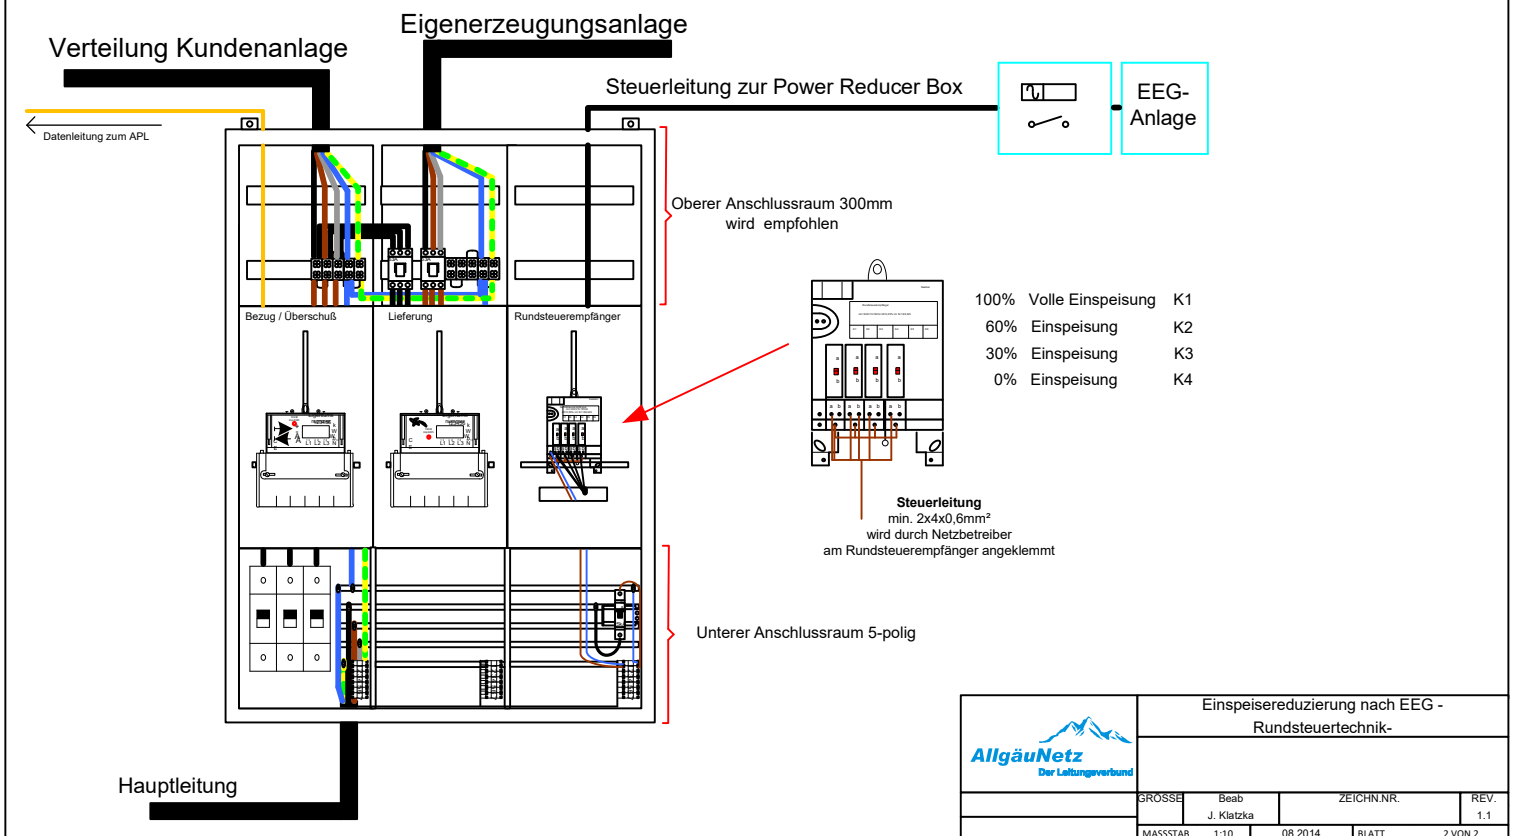 Eigenerzeugungsanlage
Verteilung Kundenanlage
Steuerleitung zur Power Reducer Box
EEG-
Anlage
Datenleitung zum APL
Oberer Anschlussraum 300mm
wird empfohlen
Bezug / Überschuß
Lieferung
Rundsteuerempfänger
100% Volle Einspeisung K1
60% Einspeisung K2
30% Einspeisung K3
0% Einspeisung K4
Steuerleitung
min. 2x4x0,6mm²
wird durch Netzbetreiber
am Rundsteuerempfänger angeklemmt
Unterer Anschlussraum 5-polig
Hauptleitung
Einspeisereduzierung nach EEG -
Rundsteuertechnik-
AllgäuNetz
Der Leitungsverbund
GRÖSSE Beab ZEICHN.NR. REV.
J. Klatzka 1.1
MASSSTAB 1:10 08.2014 BLATT 2 VON 2